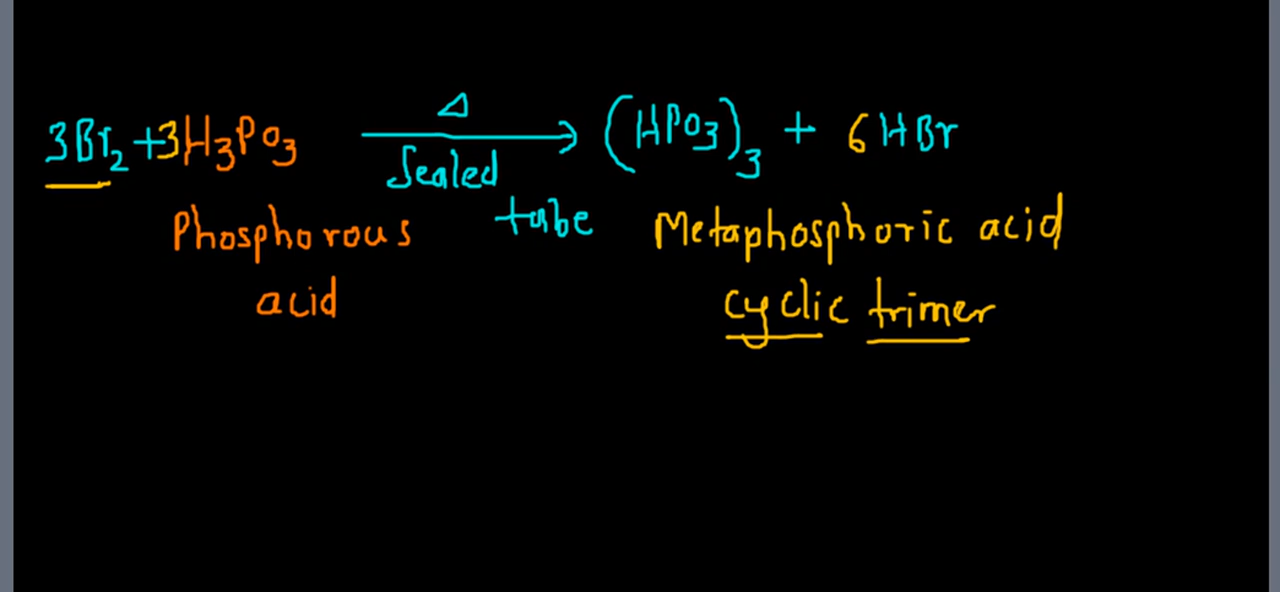 3Br₂ + 3H₃PO₃ —Δ→ (HPO₃)₃ + 6HBr
Sealed tube
Phosphorous acid
Metaphosphoric acid
cyclic trimer